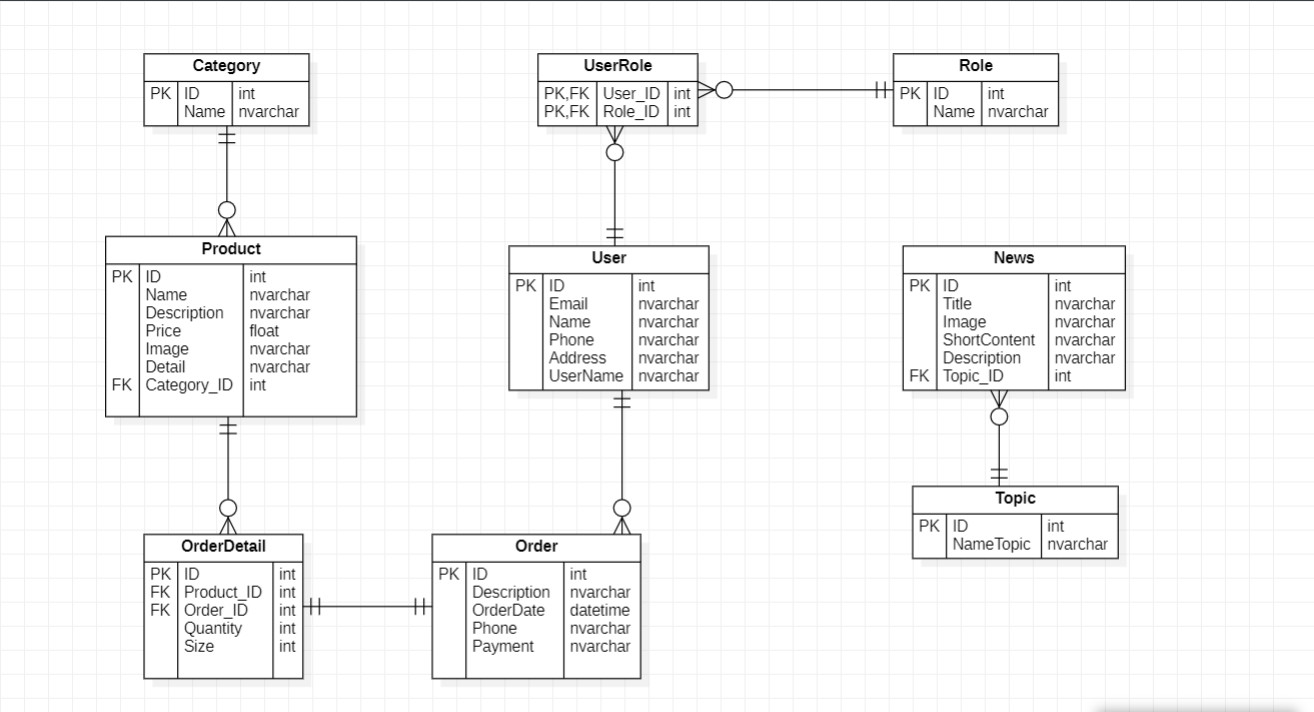 Category
PK ID int
Name nvarchar
UserRole
PK,FK User_ID int
PK,FK Role_ID int
Role
PK ID int
Name nvarchar
Product
PK ID int
Name nvarchar
Description nvarchar
Price float
Image nvarchar
Detail nvarchar
FK Category_ID int
User
PK ID int
Email nvarchar
Name nvarchar
Phone nvarchar
Address nvarchar
UserName nvarchar
News
PK ID int
Title nvarchar
Image nvarchar
ShortContent nvarchar
Description nvarchar
FK Topic_ID int
OrderDetail
PK ID int
FK Product_ID int
FK Order_ID int
Quantity int
Size int
Order
PK ID int
Description nvarchar
OrderDate datetime
Phone nvarchar
Payment nvarchar
Topic
PK ID int
NameTopic nvarchar